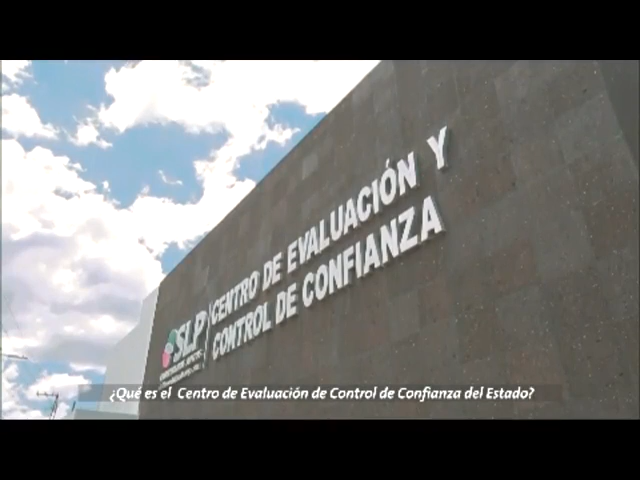 CENTRO DE EVALUACIÓN Y
SLP CONTROL DE CONFIANZA
¿Qué es el Centro de Evaluación de Control de Confianza del Estado?